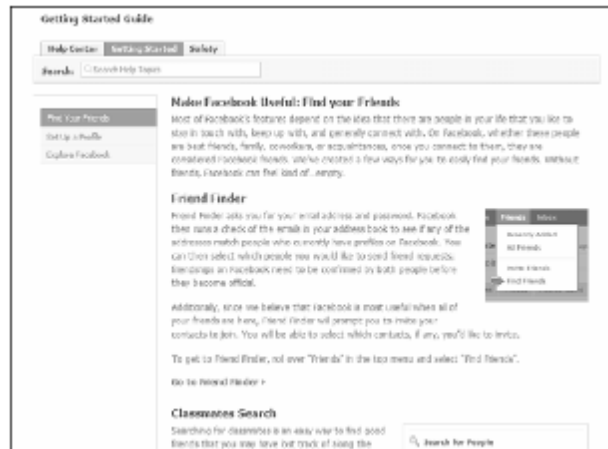 Getting Started Guide
Help Center Getting Started Safety
Search: Search Help Topics
Find Your Friends
Set Up a Profile
Explore Facebook
Make Facebook Useful: Find your Friends
Most of Facebook's features depend on the idea that there are people in your life that you like to
stay in touch with, keep up with, and generally connect with. On Facebook, whether these people
are best friends, family, coworkers, or acquaintances, once you connect to them, they are
considered Facebook friends. We've created a few ways for you to easily find your friends. Without
friends, Facebook can feel kind of.. empty.
Friend Finder
Friend Finder asks you for your email address and password. Facebook
then runs a check of the emails in your address book to see if any of the
addresses match people who currently have profiles on Facebook. You
can then select which people you would like to send friend requests;
friendships on Facebook need to be confirmed by both people before
they become official.
Friends Inbox
Recently Added
All Friends
Invite Friends
Find Friends
Additionally, since we believe that Facebook is most useful when all of
your friends are here, Friend Finder will prompt you to invite your
contacts to join. You will be able to select which contacts, if any, you'd like to invite.
To get to Friend Finder, roll over "Friends" in the top menu and select "Find Friends".
Go to Friend Finder »
Classmates Search
Searching for classmates is an easy way to find good
friends that you may have lost track of along the
Search for People